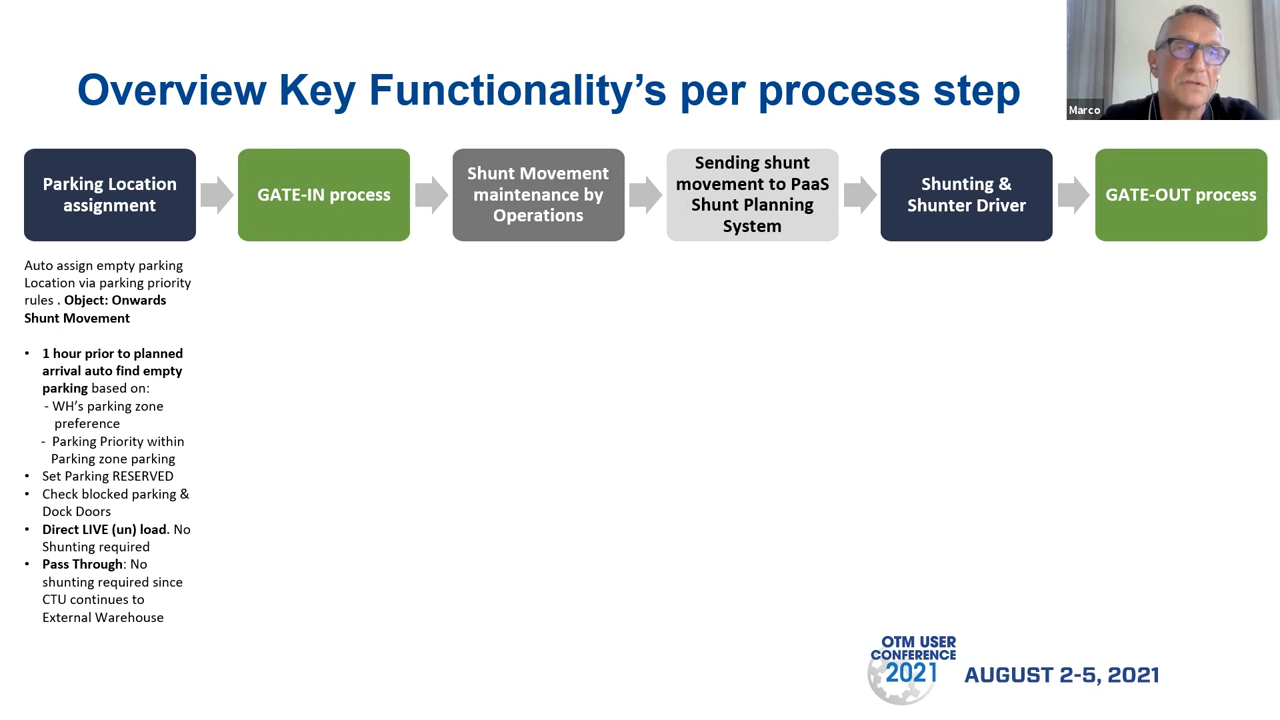 Overview Key Functionality’s per process step
Marco
Parking Location
assignment
GATE-IN process
Shunt Movement
maintenance by
Operations
Sending shunt
movement to PaaS
Shunt Planning
System
Shunting &
Shunter Driver
GATE-OUT process
Auto assign empty parking
Location via parking priority
rules . Object: Onwards
Shunt Movement
• 1 hour prior to planned
arrival auto find empty
parking based on:
- WH’s parking zone
preference
- Parking Priority within
Parking zone parking
• Set Parking RESERVED
• Check blocked parking &
Dock Doors
• Direct LIVE (un) load. No
Shunting required
• Pass Through: No
shunting required since
CTU continues to
External Warehouse
OTM USER
CONFERENCE
2021
AUGUST 2-5, 2021